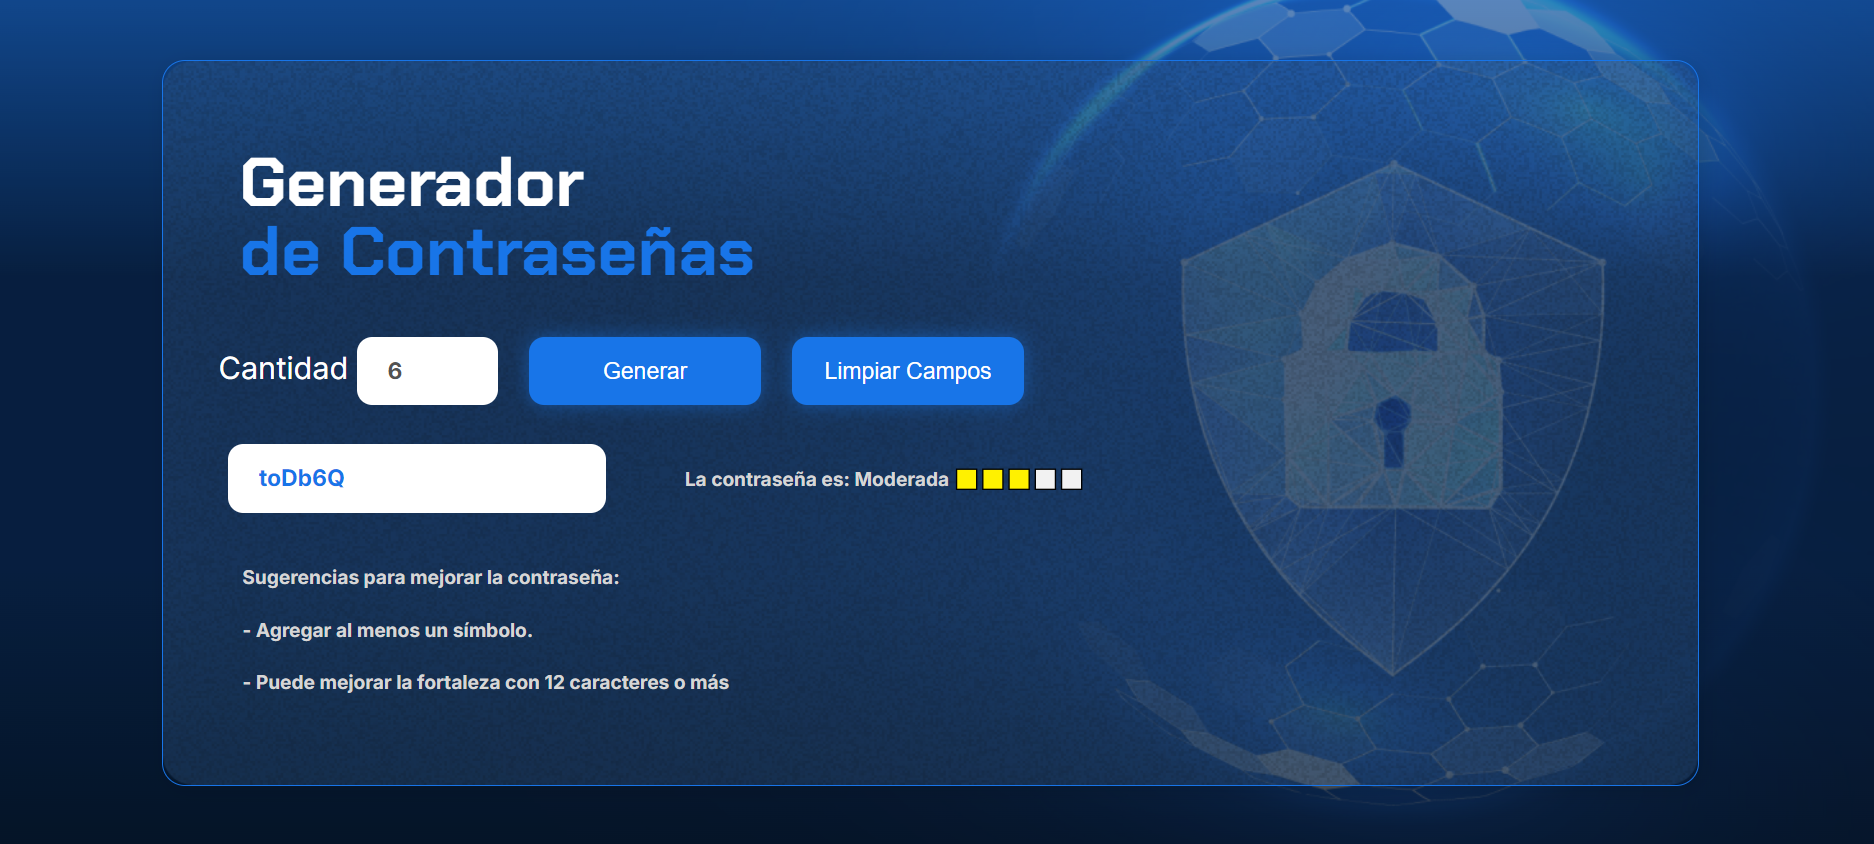 Generador
de Contraseñas
Cantidad 6 Generar Limpiar Campos
toDb6Q La contraseña es: Moderada
Sugerencias para mejorar la contraseña:
- Agregar al menos un símbolo.
- Puede mejorar la fortaleza con 12 caracteres o más